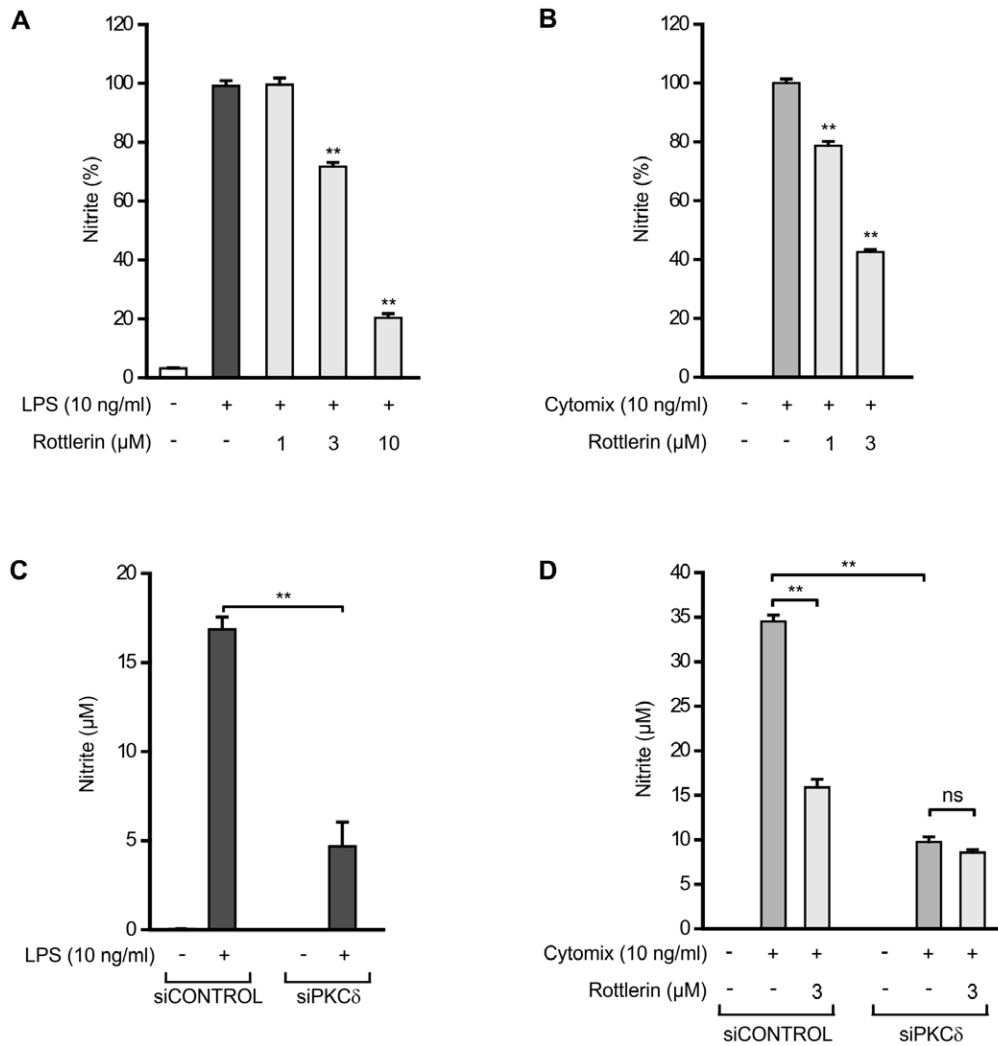 A
120
100
80
60
40
20
0
Nitrite (%)
**
**
LPS (10 ng/ml) - + + + +
Rottlerin (µM) - - 1 3 10
B
120
100
80
60
40
20
0
Nitrite (%)
**
**
Cytomix (10 ng/ml) - + + +
Rottlerin (µM) - - 1 3
C
20
15
10
5
0
Nitrite (µM)
**
LPS (10 ng/ml) - + - +
siCONTROL siPKCδ
D
40
35
30
25
20
15
10
5
0
Nitrite (µM)
**
**
ns
Cytomix (10 ng/ml) - + + - + +
Rottlerin (µM) - - 3 - - 3
siCONTROL siPKCδ